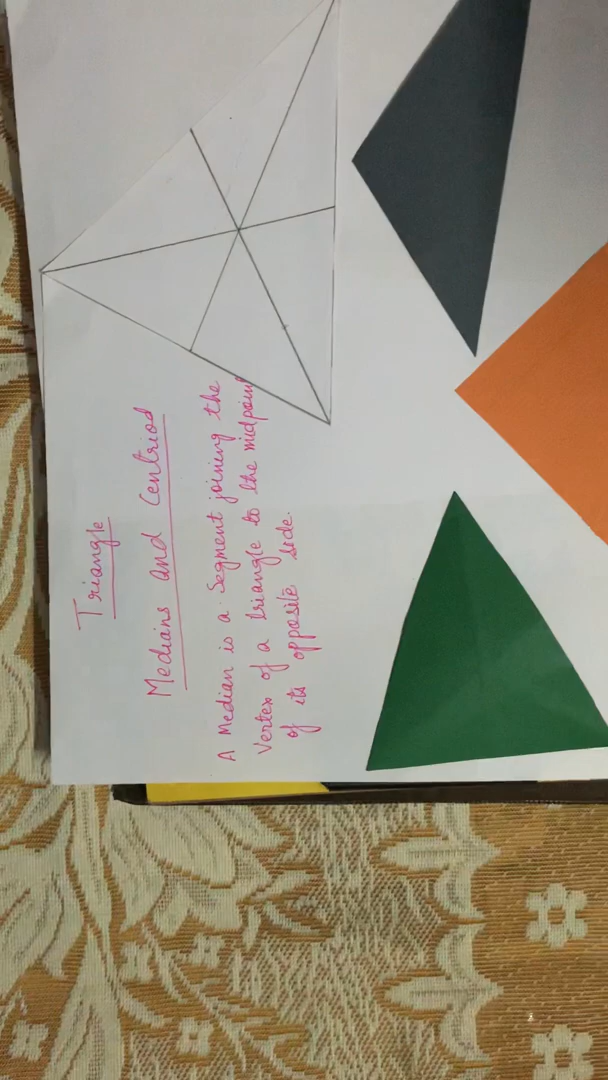 Triangle
Medians and Centriod
A Median is a Segment joining the
Vertex of a triangle to the midpoint
of its opposite side.